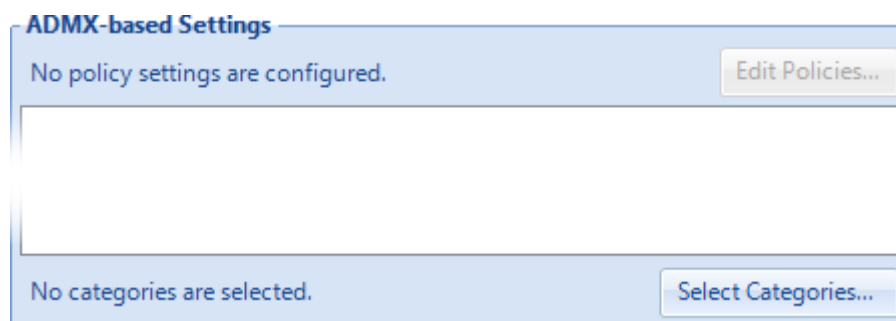 ADMX-based Settings
No policy settings are configured. Edit Policies...
No categories are selected. Select Categories...